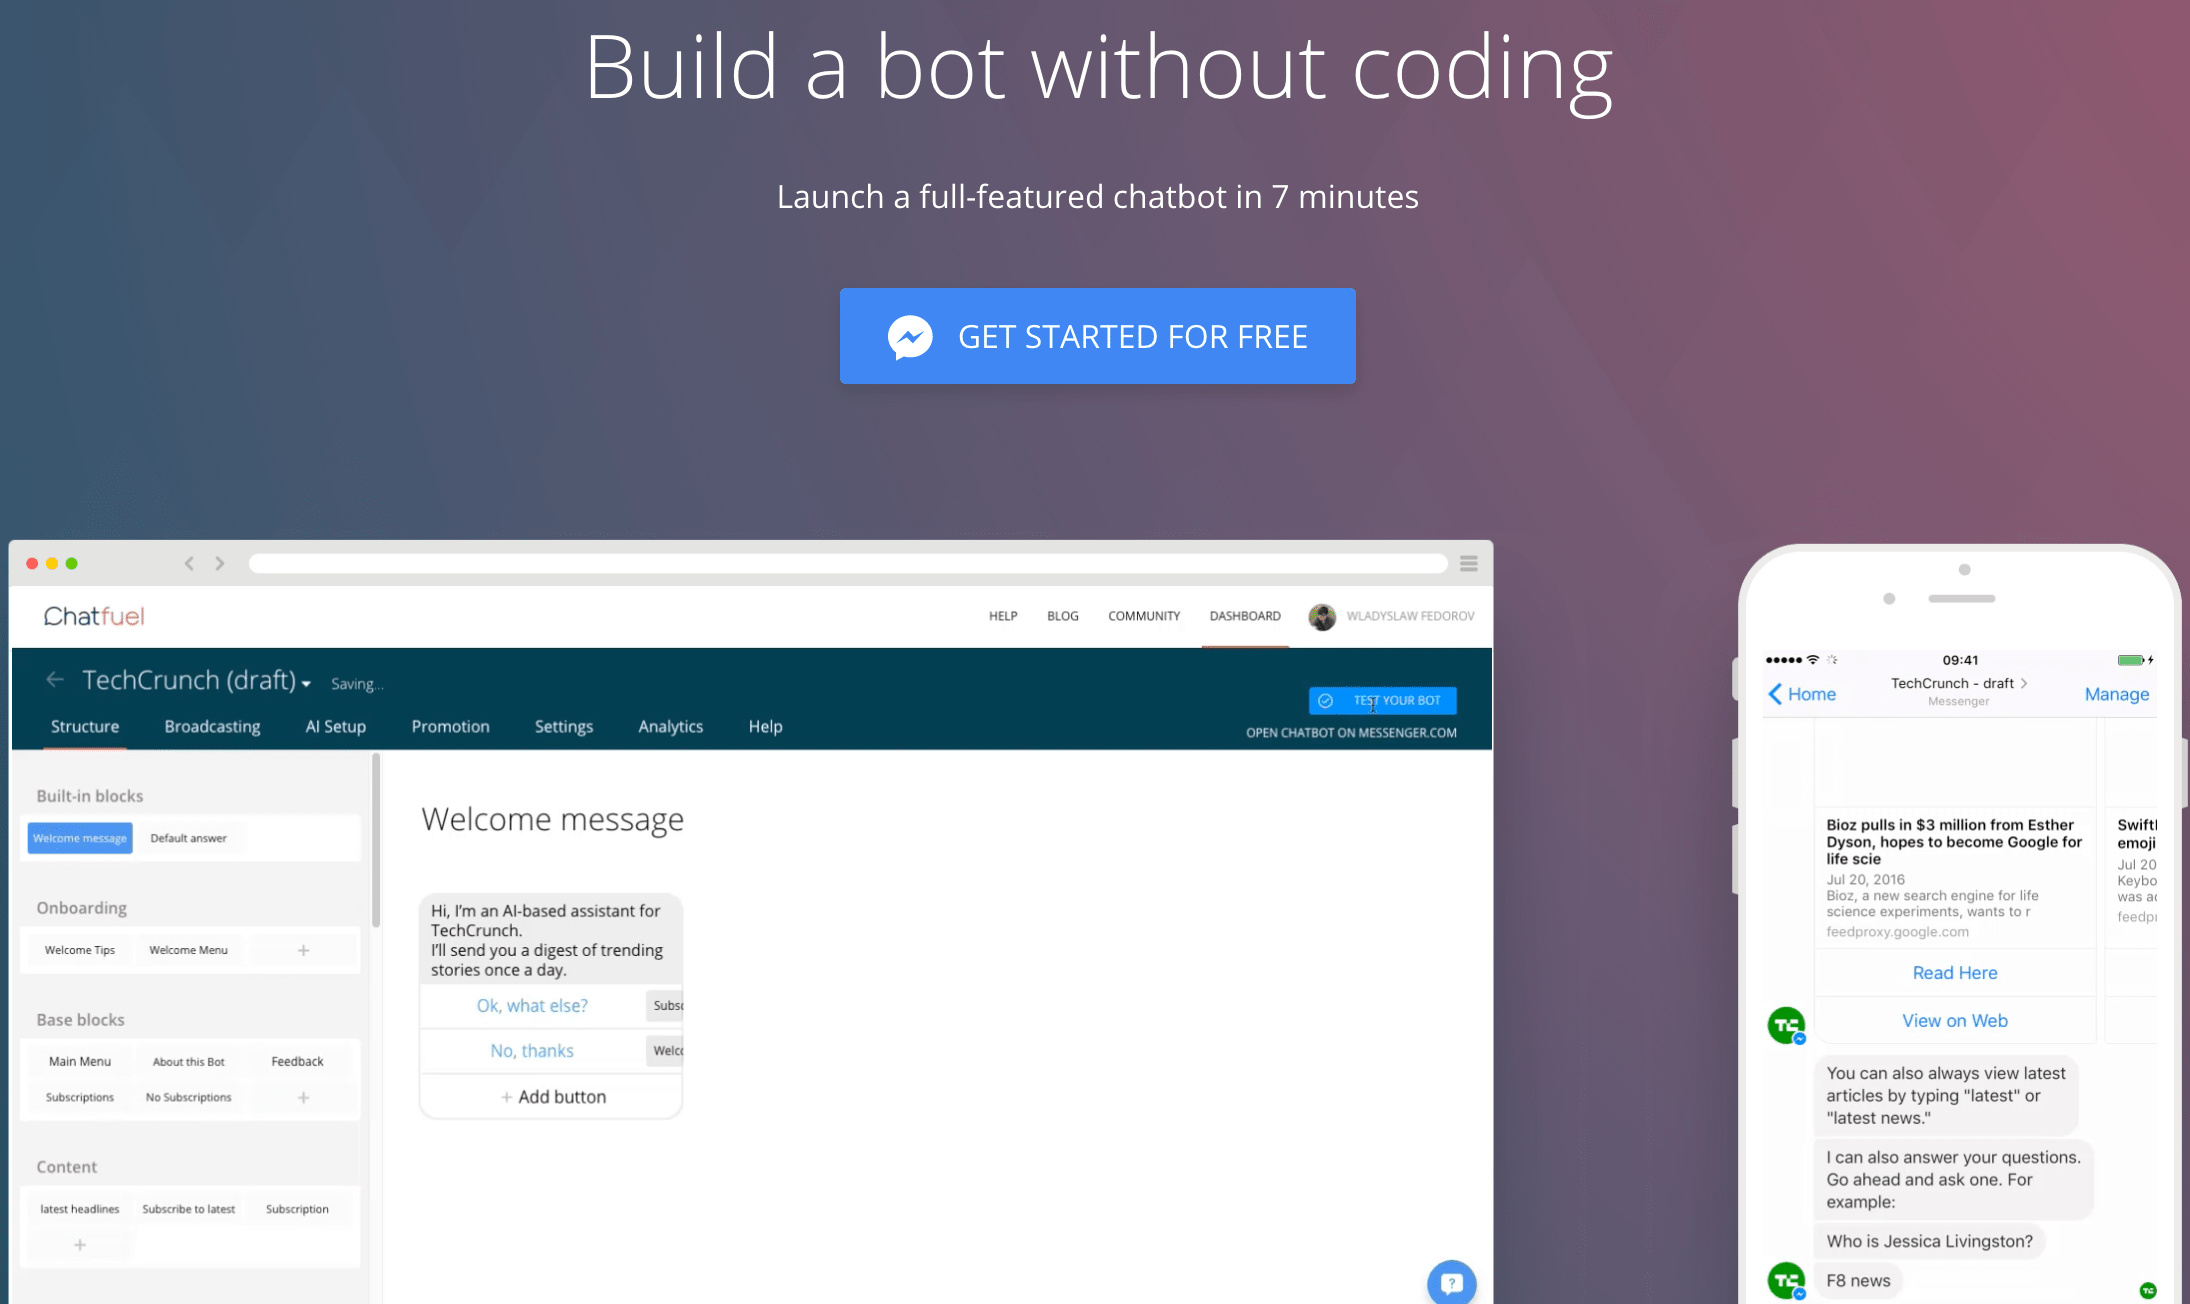 Build a bot without coding
Launch a full-featured chatbot in 7 minutes
GET STARTED FOR FREE
Chatfuel
HELP BLOG COMMUNITY DASHBOARD WLADYSLAW FEDOROV
TechCrunch (draft) Saving...
TEST YOUR BOT
Structure Broadcasting AI Setup Promotion Settings Analytics Help
OPEN CHATBOT ON MESSENGER.COM
Built-in blocks
Welcome message Default answer
Onboarding
Welcome Tips Welcome Menu +
Base blocks
Main Menu About this Bot Feedback
Subscriptions No Subscriptions +
Content
latest headlines Subscribe to latest Subscription
+
Welcome message
Hi, I'm an AI-based assistant for
TechCrunch.
I'll send you a digest of trending
stories once a day.
Ok, what else? Subsc
No, thanks Welco
+ Add button
?
09:41
Home TechCrunch - draft Manage
Messenger
Bioz pulls in $3 million from Esther
Dyson, hopes to become Google for
life scie
Jul 20, 2016
Bioz, a new search engine for life
science experiments, wants to r
feedproxy.google.com
Read Here
View on Web
Swift
emoji
Jul 20
Keybo
was a
feedp
TC
You can also always view latest
articles by typing "latest" or
"latest news."
I can also answer your questions.
Go ahead and ask one. For
example:
Who is Jessica Livingston?
F8 news
TC
TC